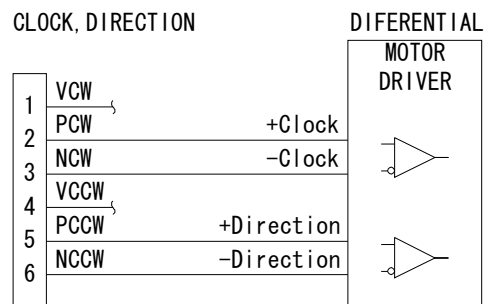 CLOCK, DIRECTION
DIFERENTIAL
MOTOR
DRIVER
1 VCW
2 PCW +Clock
3 NCW -Clock
4 VCCW
5 PCCW +Direction
6 NCCW -Direction